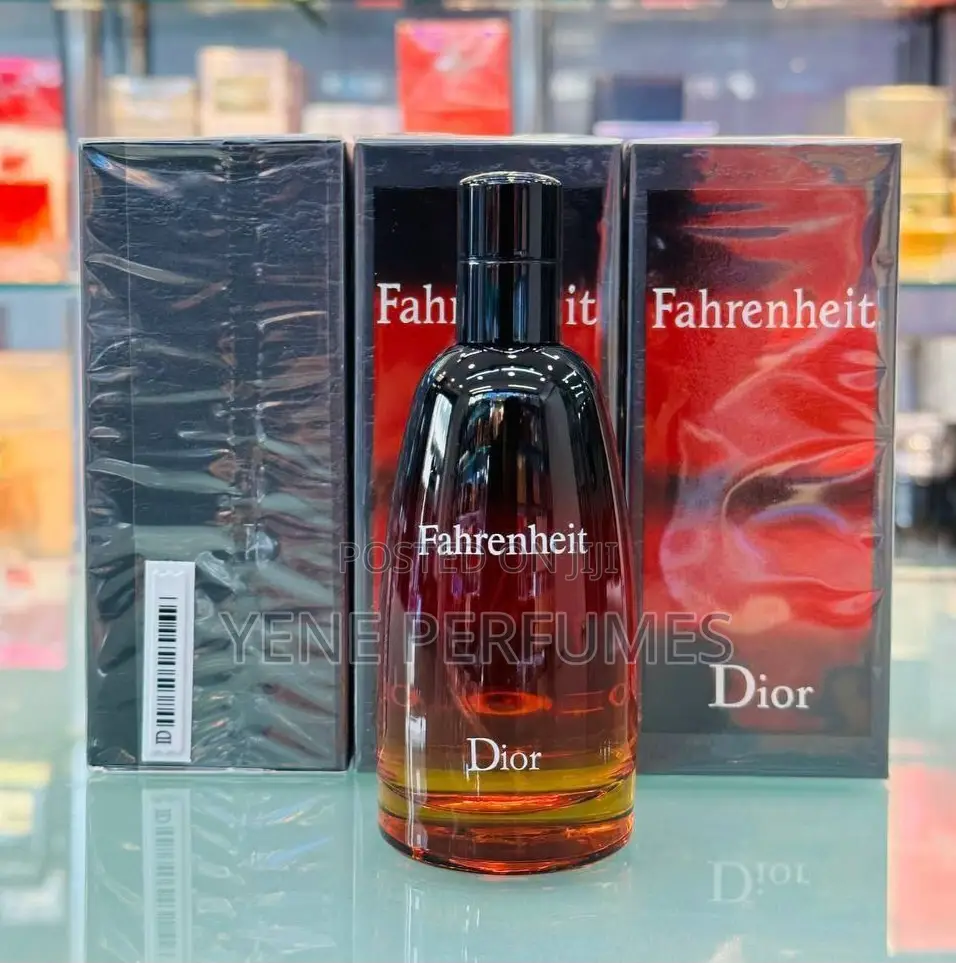 Fahrenheit
Fahrenheit
Fahrenheit
POSTED ON JIJI
YENE PERFUMES
Dior
Dior